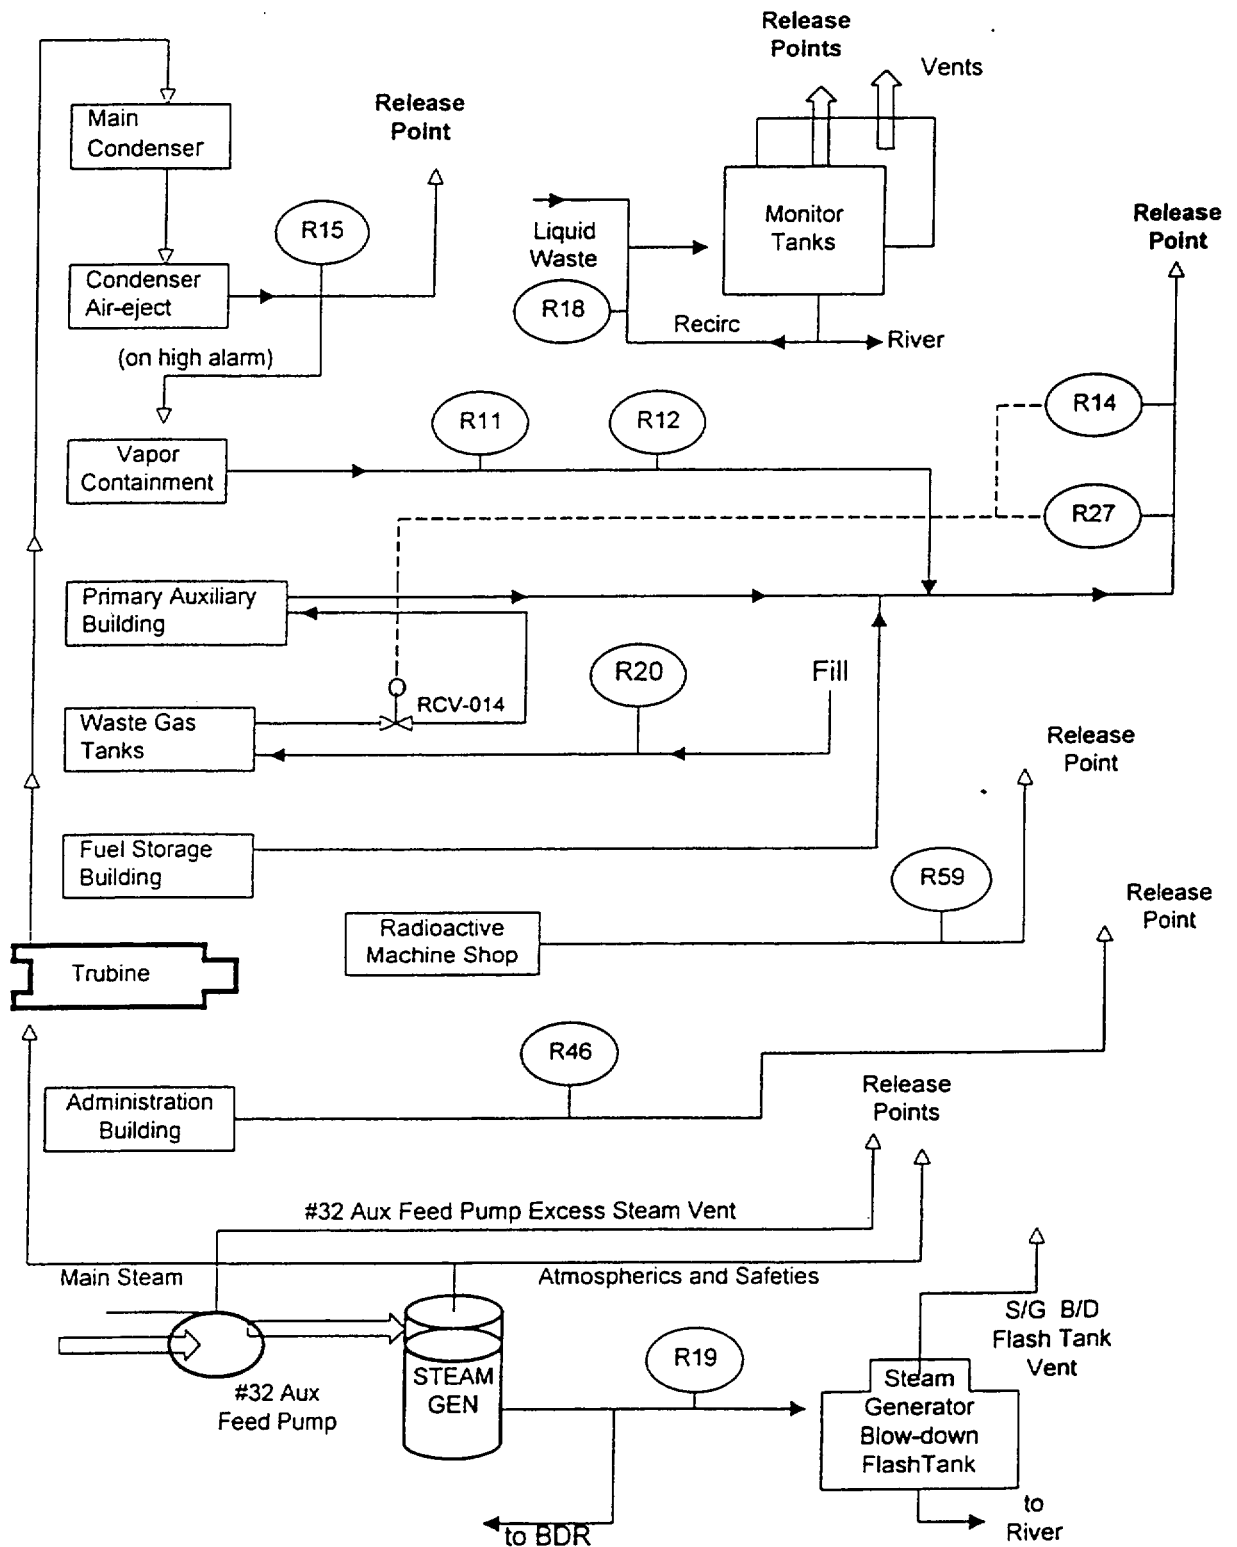 Release
Points
Vents
Main
Condenser
Release
Point
R15
Monitor
Tanks
Liquid
Waste
Release
Point
Condenser
Air-eject
R18
Recirc
River
(on high alarm)
R14
R11
R12
Vapor
Containment
R27
Primary Auxiliary
Building
R20
Fill
RCV-014
Waste Gas
Tanks
Release
Point
Fuel Storage
Building
R59
Release
Point
Radioactive
Machine Shop
Trubine
R46
Release
Points
Administration
Building
#32 Aux Feed Pump Excess Steam Vent
Main Steam
Atmospherics and Safeties
S/G B/D
Flash Tank
Vent
R19
STEAM
GEN
#32 Aux
Feed Pump
Steam
Generator
Blow-down
FlashTank
to BDR
to
River